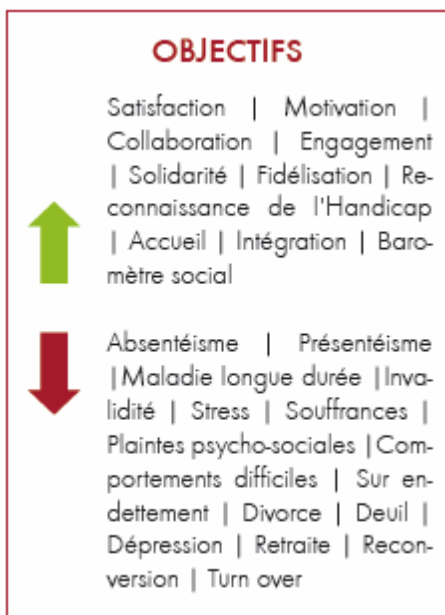 OBJECTIFS
Satisfaction | Motivation |
Collaboration | Engagement
| Solidarité | Fidélisation | Re-
connaissance de l'Handicap
| Accueil | Intégration | Baro-
mètre social
Absentéisme | Présentéisme
|Maladie longue durée |Inva-
lidité | Stress | Souffrances |
Plaintes psycho-sociales |Com-
portements difficiles | Sur en-
dettement | Divorce | Deuil |
Dépression | Retraite | Recon-
version | Turn over